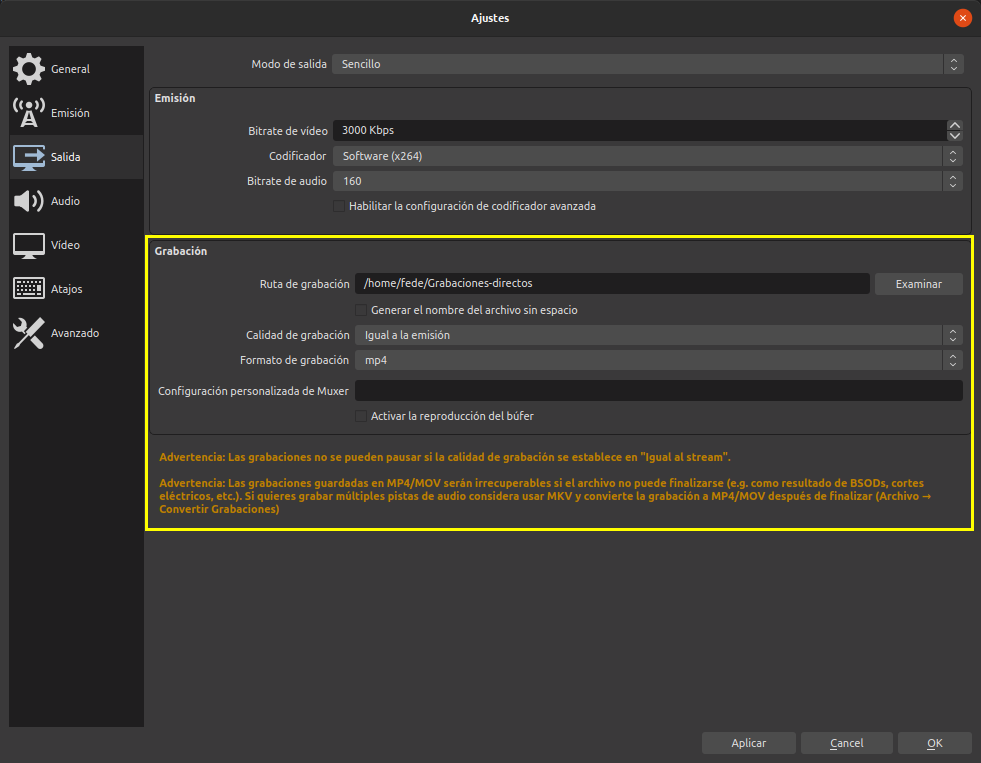 Ajustes
General
Emisión
Salida
Audio
Vídeo
Atajos
Avanzado
Modo de salida Sencillo
Emisión
Bitrate de vídeo 3000 Kbps
Codificador Software (x264)
Bitrate de audio 160
Habilitar la configuración de codificador avanzada
Grabación
Ruta de grabación /home/fede/Grabaciones-directos Examinar
Generar el nombre del archivo sin espacio
Calidad de grabación Igual a la emisión
Formato de grabación mp4
Configuración personalizada de Muxer
Activar la reproducción del búfer
Advertencia: Las grabaciones no se pueden pausar si la calidad de grabación se establece en "Igual al stream".
Advertencia: Las grabaciones guardadas en MP4/MOV serán irrecuperables si el archivo no puede finalizarse (e.g. como resultado de BSODs, cortes
eléctricos, etc.). Si quieres grabar múltiples pistas de audio considera usar MKV y convierte la grabación a MP4/MOV después de finalizar (Archivo →
Convertir Grabaciones)
Aplicar Cancel OK